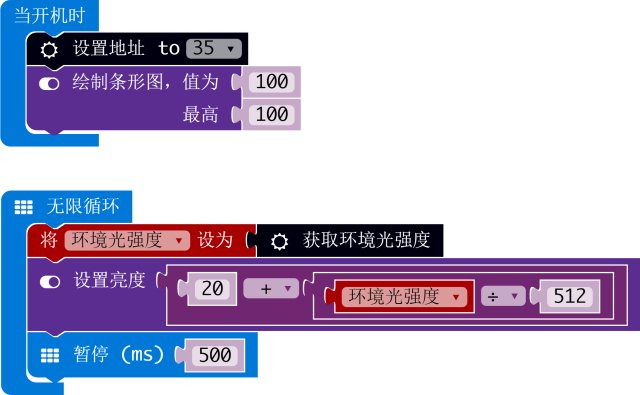 当开机时
设置地址 to 35
绘制条形图，值为 100
最高 100
无限循环
将 环境光强度 设为 获取环境光强度
设置亮度 20 + 环境光强度 ÷ 512
暂停 (ms) 500